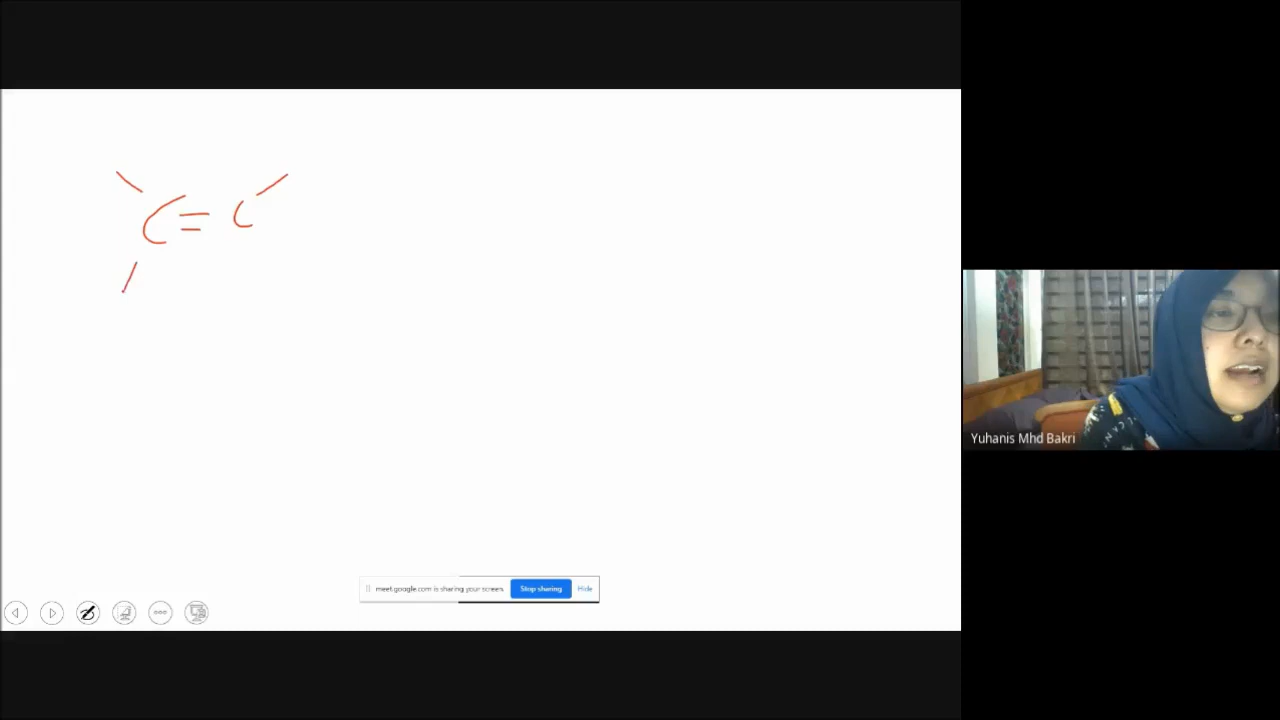 C = C
Yuhanis Mhd Bakri
meet.google.com is sharing your screen. Stop sharing Hide